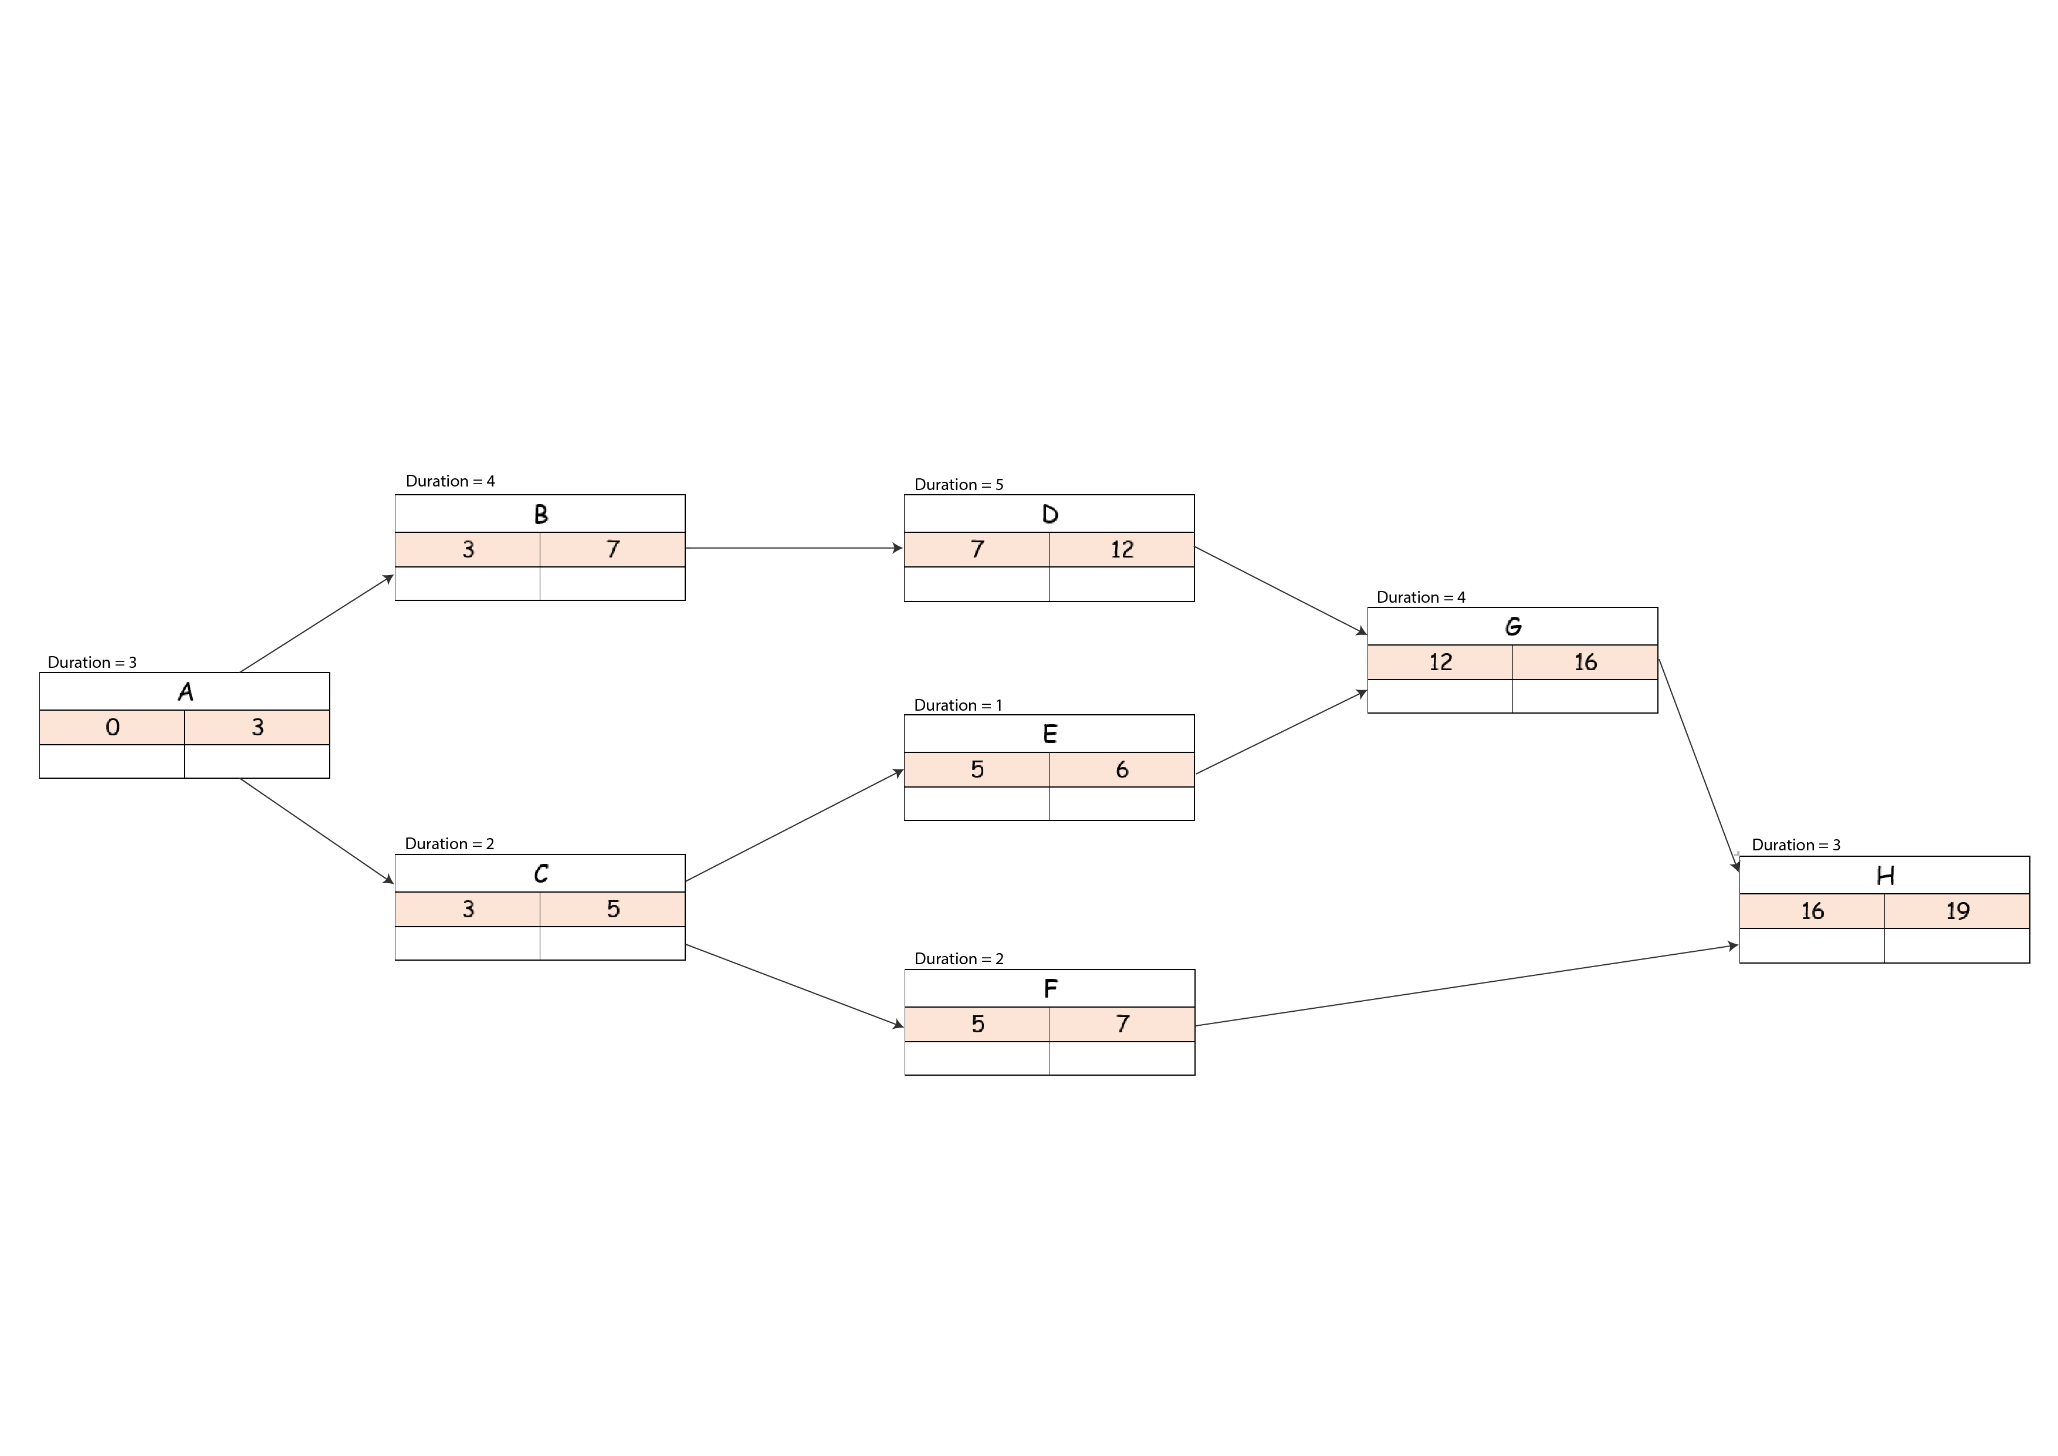 Duration = 4
B
3 7
Duration = 5
D
7 12
Duration = 4
G
12 16
Duration = 3
A
0 3
Duration = 1
E
5 6
Duration = 2
C
3 5
Duration = 3
H
16 19
Duration = 2
F
5 7